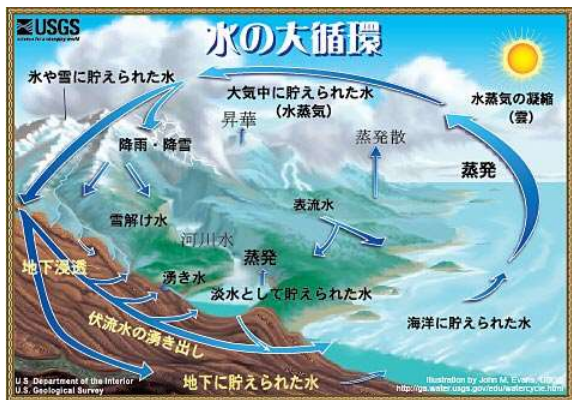 USGS
science for a changing world
水の大循環
氷や雪に貯えられた水
大気中に貯えられた水
(水蒸気)
水蒸気の凝縮
(雲)
昇華
蒸発散
降雨・降雪
蒸発
雪解け水
表流水
河川水
地下浸透
湧き水
蒸発
淡水として貯えられた水
伏流水の湧き出し
海洋に貯えられた水
地下に貯えられた水
U.S. Department of the Interior
U.S. Geological Survey
Illustration by John M. Evans, USGS
http://ga.water.usgs.gov/edu/watercycle.html